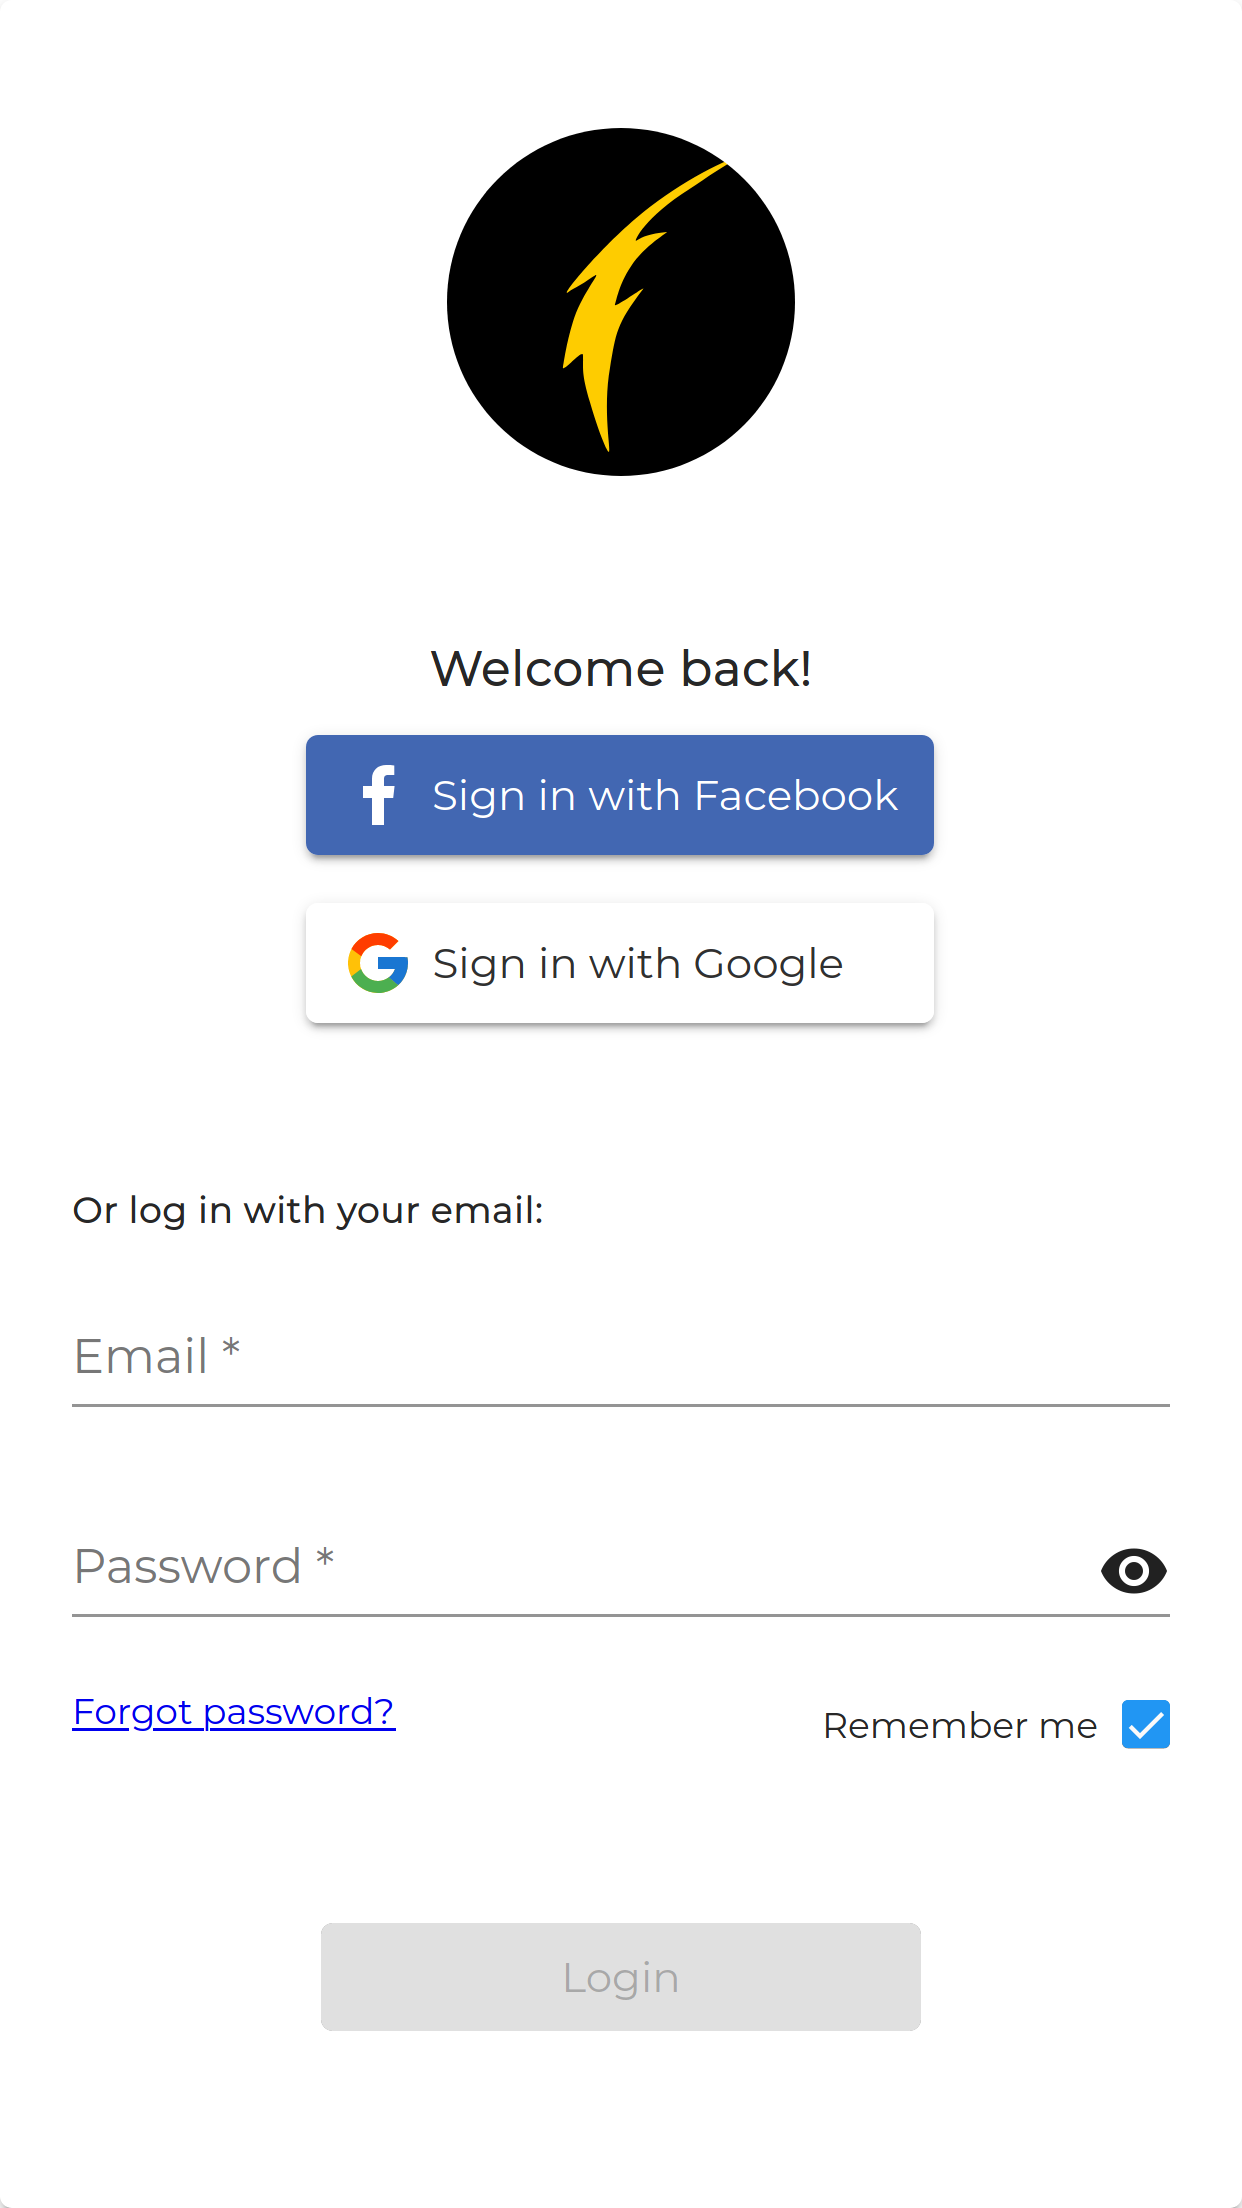 Welcome back!
Sign in with Facebook
Sign in with Google
Or log in with your email:
Email *
Password *
Forgot password?
Remember me
Login